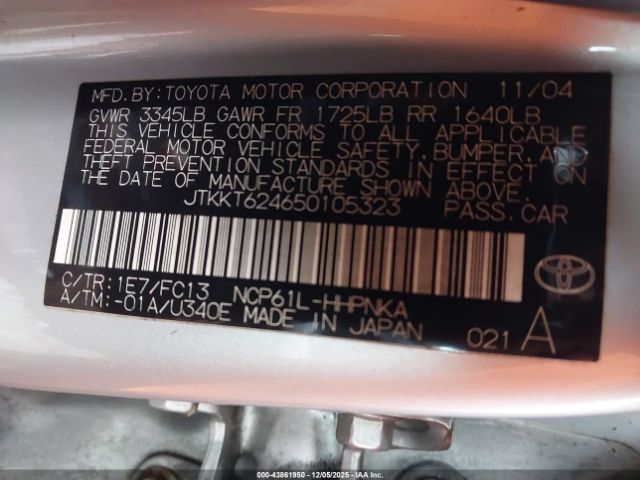 MFD.BY:TOYOTA MOTOR CORPORATION 11/04
GVWR 3345LB GAWR FR 1725LB RR 1640LB
THIS VEHICLE CONFORMS TO ALL APPLICABLE
FEDERAL MOTOR VEHICLE SAFETY,BUMPER,AND
THEFT PREVENTION STANDARDS IN EFFECT ON
THE DATE OF MANUFACTURE SHOWN ABOVE.
JTKKT624650105323 PASS.CAR
C/TR:1E7/FC13 NCP61L-HHPNKA
A/TM:-01A/U340E MADE IN JAPAN 021 A
TOYOTA
00-43861950 - 12/05/2025 - © IAA, Inc.